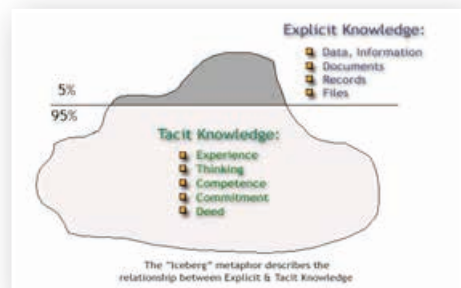 Explicit Knowledge:
Data, Information
Documents
Records
Files
5%
95%
Tacit Knowledge:
Experience
Thinking
Competence
Commitment
Deed
The "Iceberg" metaphor describes the
relationship between Explicit & Tacit Knowledge